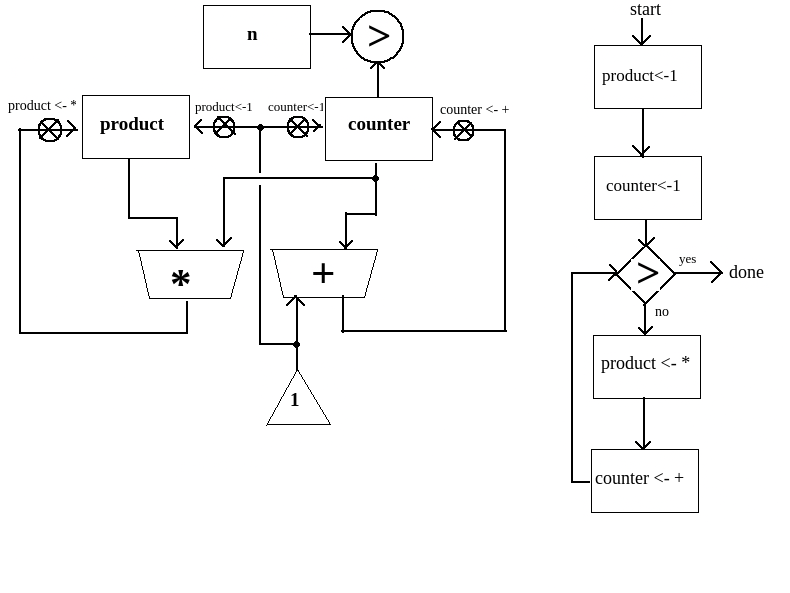 n
>
product <- *
product
product<-1
counter<-1
counter
counter <- +
*
+
1
start
product<-1
counter<-1
>
yes
done
no
product <- *
counter <- +